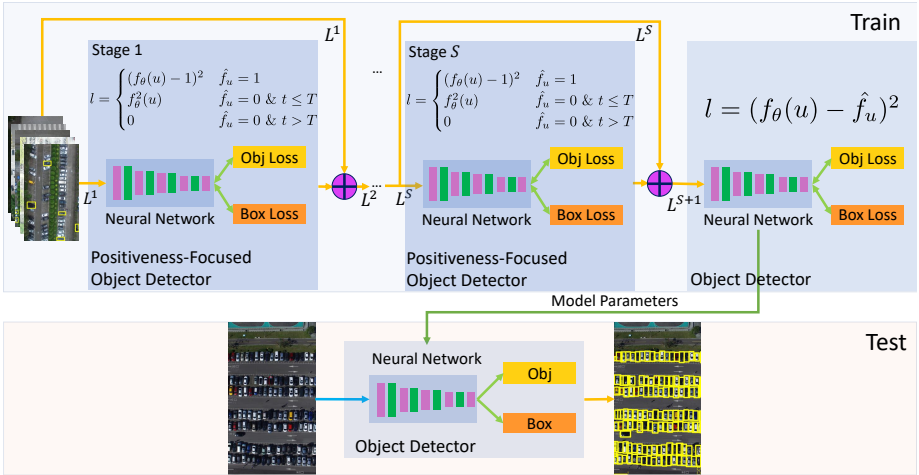 Train
L^1
L^S
Stage 1
l = { (f_θ(u) − 1)^2   \hat{f}_u = 1
f_θ^2(u)   \hat{f}_u = 0 & t ≤ T
0   \hat{f}_u = 0 & t > T
Obj Loss
L^1
Neural Network
Box Loss
Positiveness-Focused
Object Detector
L^2
...
...
Stage S
l = { (f_θ(u) − 1)^2   \hat{f}_u = 1
f_θ^2(u)   \hat{f}_u = 0 & t ≤ T
0   \hat{f}_u = 0 & t > T
L^S
Obj Loss
Neural Network
Box Loss
Positiveness-Focused
Object Detector
l = (f_θ(u) − \hat{f}_u)^2
L^{S+1}
Obj Loss
Neural Network
Box Loss
Object Detector
Model Parameters
Test
Neural Network
Obj
Box
Object Detector